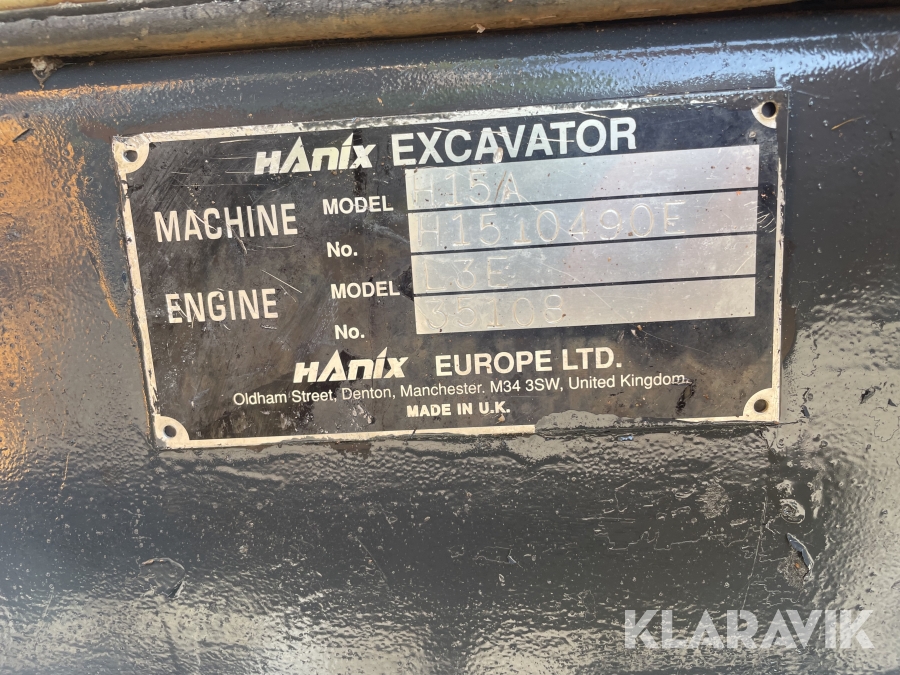 HANIX EXCAVATOR
MACHINE MODEL H15A
No. H1510490E
ENGINE MODEL L3E
No. 35108
HANIX EUROPE LTD.
Oldham Street, Denton, Manchester. M34 3SW, United Kingdom.
MADE IN U.K.
KLARAVIK